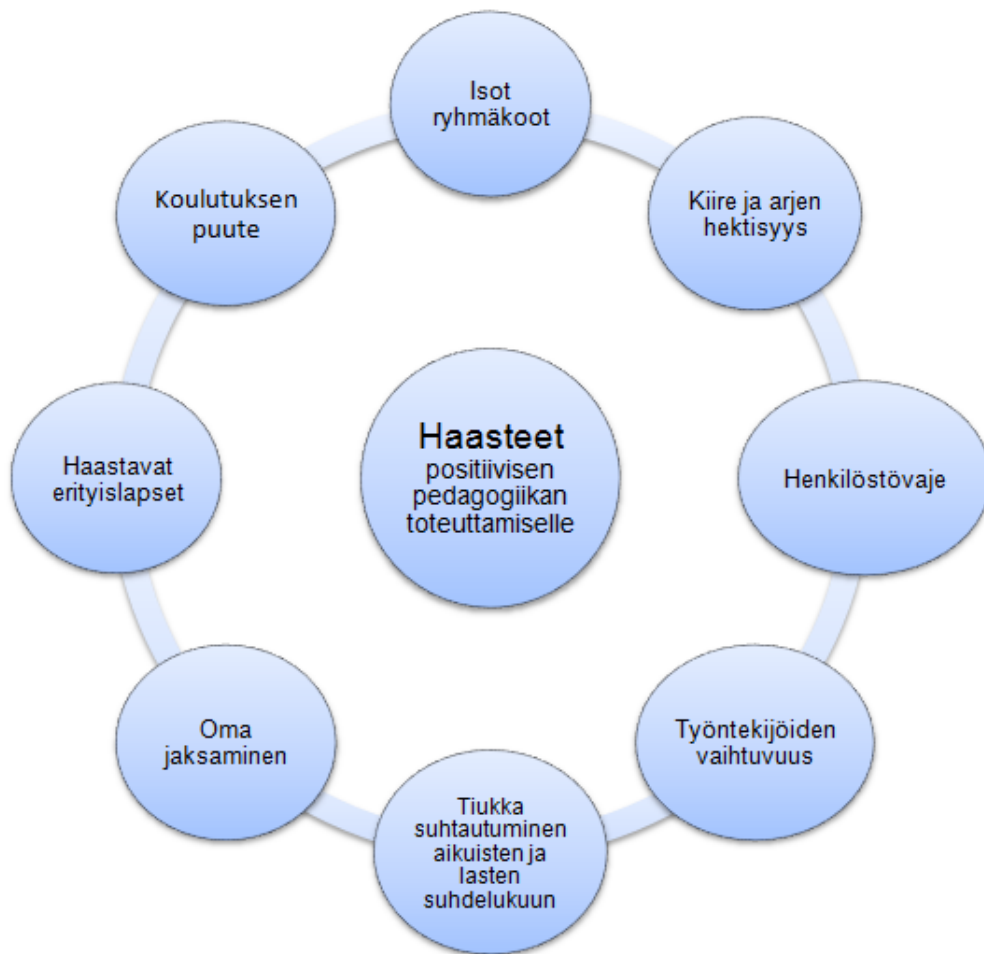 Isot
ryhmäkoot
Kiire ja arjen
hektisyys
Henkilöstövaje
Työntekijöiden
vaihtuvuus
Tiukka
suhtautuminen
aikuisten ja
lasten
suhdelukuun
Oma
jaksaminen
Haastavat
erityislapset
Koulutuksen
puute
Haasteet
positiivisen
pedagogiikan
toteuttamiselle